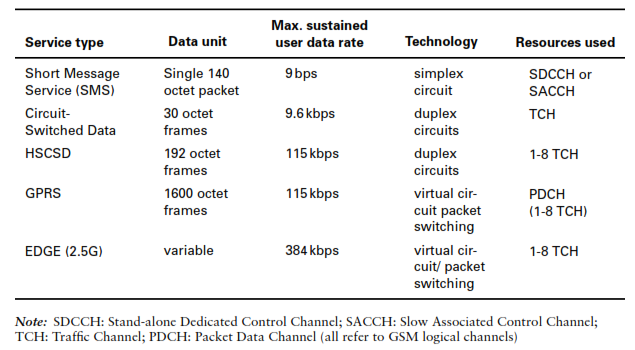 Service type Data unit Max. sustained user data rate Technology Resources used
Short Message Service (SMS) Single 140 octet packet 9 bps simplex circuit SDCCH or SACCH
Circuit-Switched Data 30 octet frames 9.6 kbps duplex circuits TCH
HSCSD 192 octet frames 115 kbps duplex circuits 1-8 TCH
GPRS 1600 octet frames 115 kbps virtual cir-cuit packet switching PDCH (1-8 TCH)
EDGE (2.5G) variable 384 kbps virtual cir-cuit/ packet switching 1-8 TCH
Note: SDCCH: Stand-alone Dedicated Control Channel; SACCH: Slow Associated Control Channel;
TCH: Traffic Channel; PDCH: Packet Data Channel (all refer to GSM logical channels)